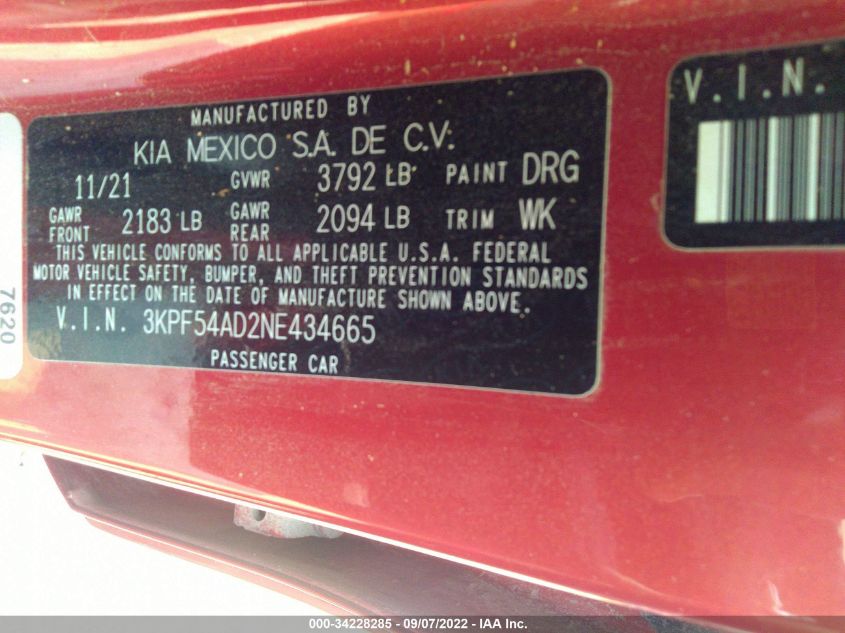 MANUFACTURED BY
KIA MEXICO S.A. DE C.V.
11/21 GVWR 3792 LB PAINT DRG
GAWR FRONT 2183 LB GAWR REAR 2094 LB TRIM WK
THIS VEHICLE CONFORMS TO ALL APPLICABLE U.S.A. FEDERAL
MOTOR VEHICLE SAFETY, BUMPER, AND THEFT PREVENTION STANDARDS
IN EFFECT ON THE DATE OF MANUFACTURE SHOWN ABOVE.
V.I.N. 3KPF54AD2NE434665
PASSENGER CAR
V.I.N.
7620
000-34228285 - 09/07/2022 - IAA Inc.